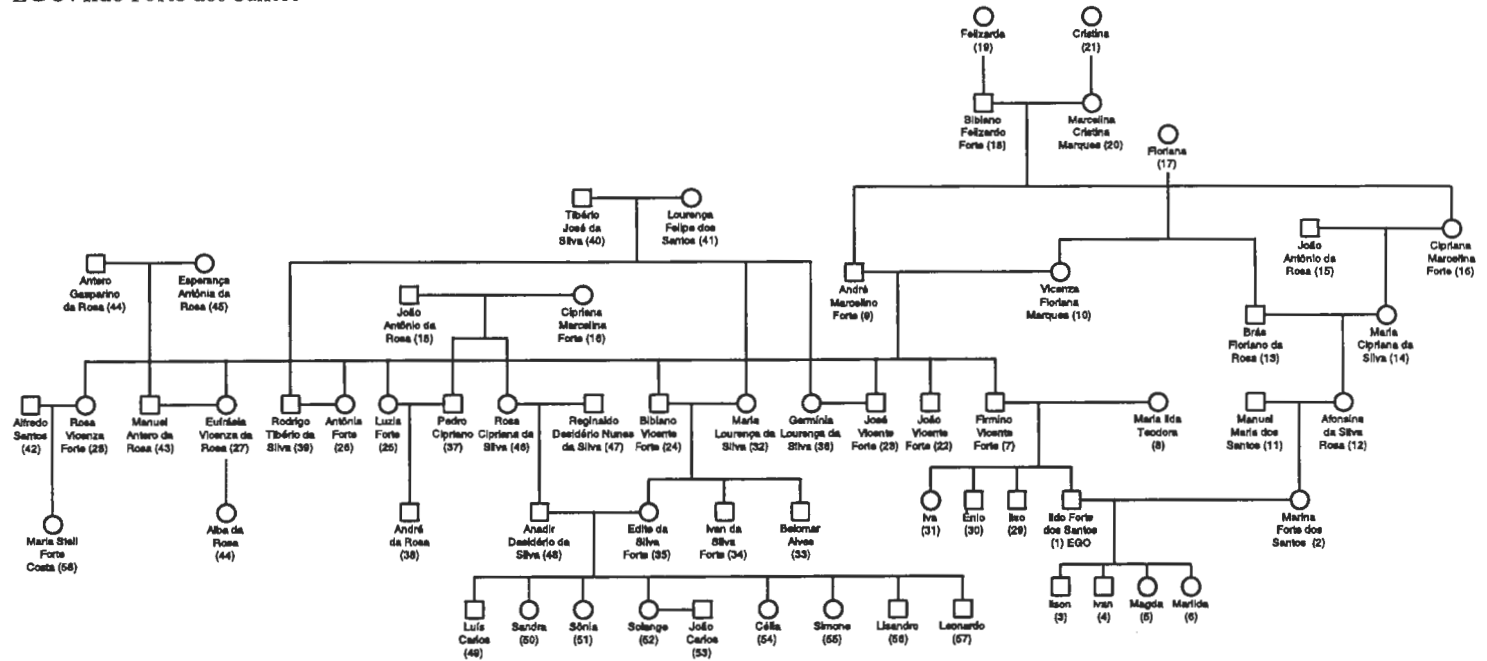 Felizarda
(19)
Cristina
(21)
Bibiano
Felizardo
Forte (18)
Marcelina
Cristina
Marques (20)
Floriana
(17)
Tibério
José da
Silva (40)
Lourença
Felipa dos
Santos (41)
João
Antônio da
Rosa (15)
Cipriana
Marcelina
Forte (16)
Antero
Gasparino
da Rosa (44)
Esperança
Antônia da
Rosa (45)
André
Marcelino
Forte (9)
Vicenza
Floriana
Marques (10)
João
Antônio da
Rosa (15)
Cipriana
Marcelina
Forte (16)
Brás
Floriano da
Rosa (13)
Maria
Cipriana da
Silva (14)
Alfredo
Santos
(42)
Rosa
Vicenza
Forte (28)
Manuel
Antero da
Rosa (43)
Eufrásia
Vicenza da
Rosa (27)
Rodrigo
Tibério da
Silva (39)
Antônia
Forte
(26)
Luzia
Forte
(25)
Pedro
Cipriano
(37)
Rosa
Cipriana da
Silva (46)
Reginaldo
Desidério Nunes
da Silva (47)
Bibiano
Vicente
Forte (24)
Maria
Lourença da
Silva (32)
Germínia
Lourença da
Silva (36)
José
Vicente
Forte (23)
João
Vicente
Forte (22)
Firmino
Vicente
Forte (7)
Maria Ilda
Teodora
(8)
Manuel
Maria dos
Santos (11)
Afonsina
da Silva
Rosa (12)
Maria Stell
Forte
Costa (58)
Alba da
Rosa
(44)
André
da Rosa
(38)
Anadir
Desidério da
Silva (48)
Edite da
Silva
Forte (35)
Ivan da
Silva
Forte (34)
Belomar
Alves
(33)
Iva
(31)
Ênio
(30)
Ilso
(29)
Ildo Forte
dos Santos
(1) EGO
Marina
Forte dos
Santos (2)
Luís
Carlos
(49)
Sandra
(50)
Sônia
(51)
Solange
(52)
João
Carlos
(53)
Célia
(54)
Simone
(55)
Lisandro
(56)
Leonardo
(57)
Ilson
(3)
Ivan
(4)
Magda
(5)
Marilda
(6)